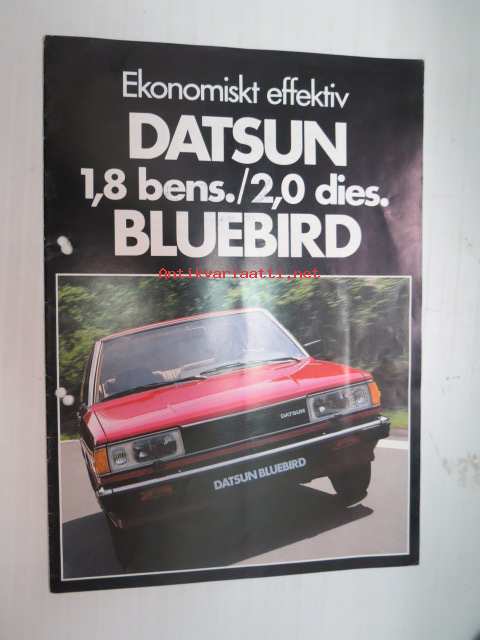 Ekonomiskt effektiv
DATSUN
1,8 bens./2,0 dies.
BLUEBIRD
Antikvariaatti.net
DATSUN
DATSUN BLUEBIRD